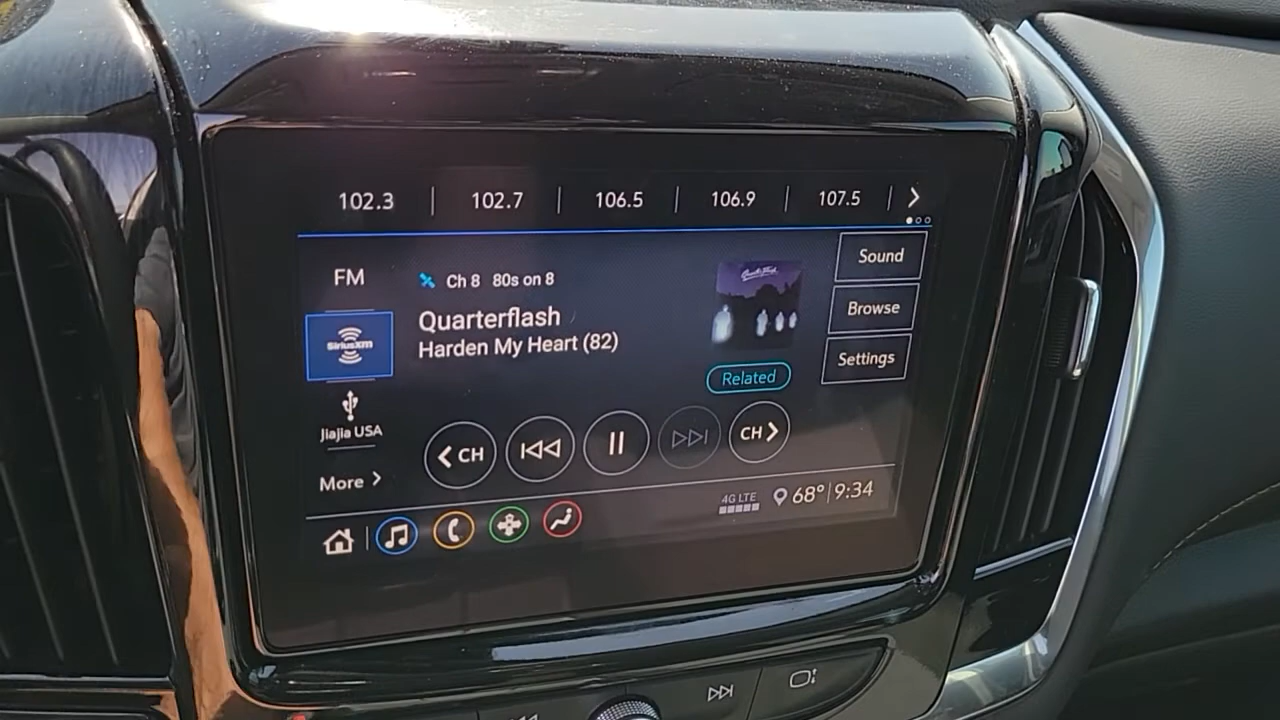 102.3 102.7 106.5 106.9 107.5
FM
SiriusXM
Jiajia USA
More
Ch 8 80s on 8
Quarterflash
Harden My Heart (82)
Related
Sound
Browse
Settings
CH
CH
4G LTE
68° 9:34